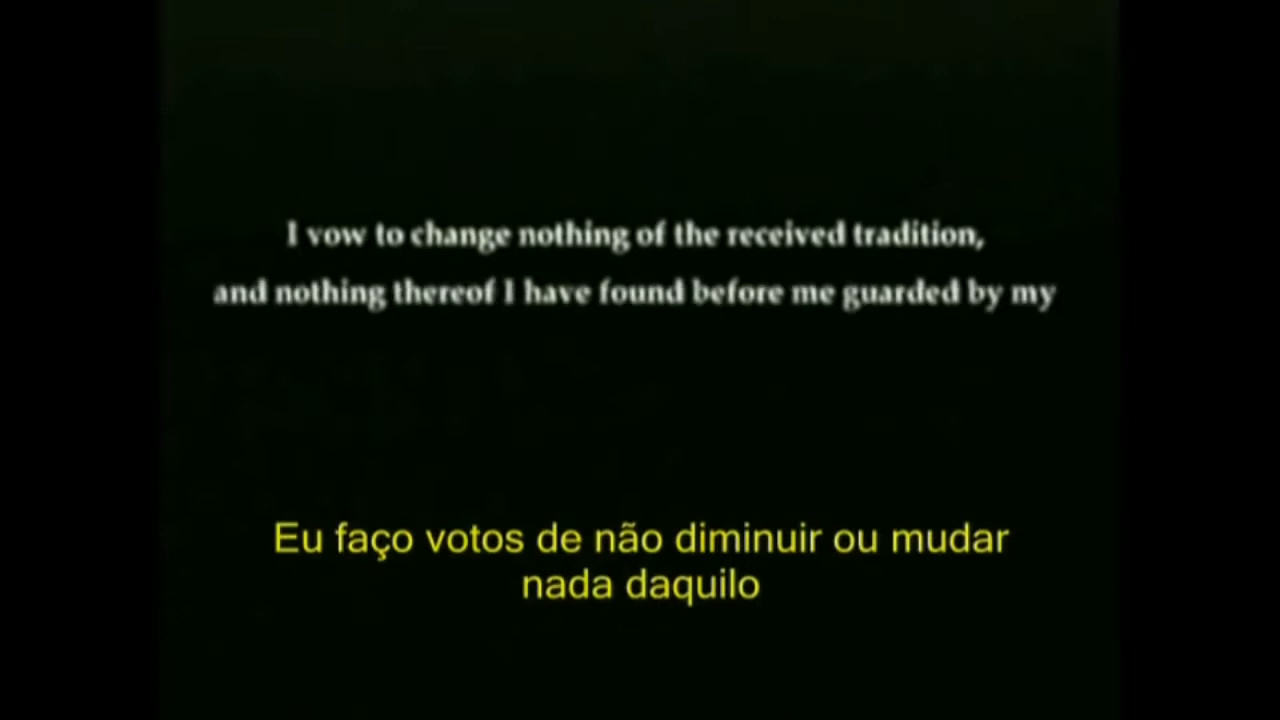 I vow to change nothing of the received tradition,
and nothing thereof I have found before me guarded by my
Eu faço votos de não diminuir ou mudar
nada daquilo